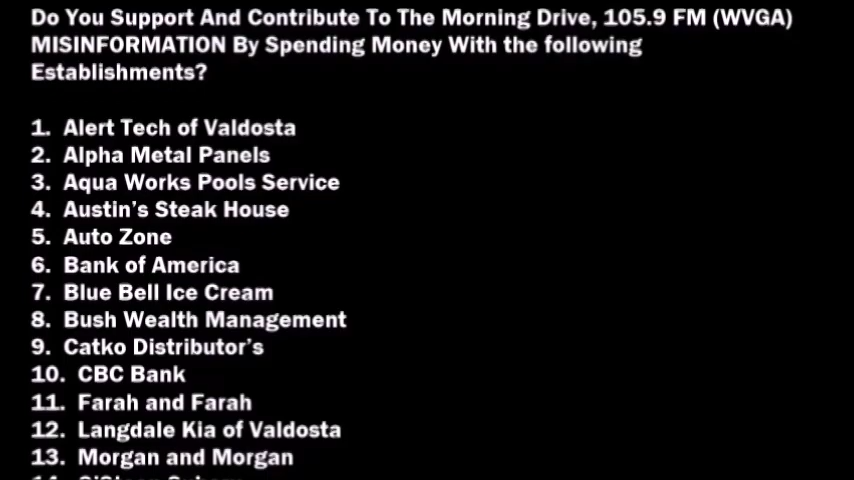 Do You Support And Contribute To The Morning Drive, 105.9 FM (WVGA)
MISINFORMATION By Spending Money With the following
Establishments?
1. Alert Tech of Valdosta
2. Alpha Metal Panels
3. Aqua Works Pools Service
4. Austin's Steak House
5. Auto Zone
6. Bank of America
7. Blue Bell Ice Cream
8. Bush Wealth Management
9. Catko Distributor's
10. CBC Bank
11. Farah and Farah
12. Langdale Kia of Valdosta
13. Morgan and Morgan